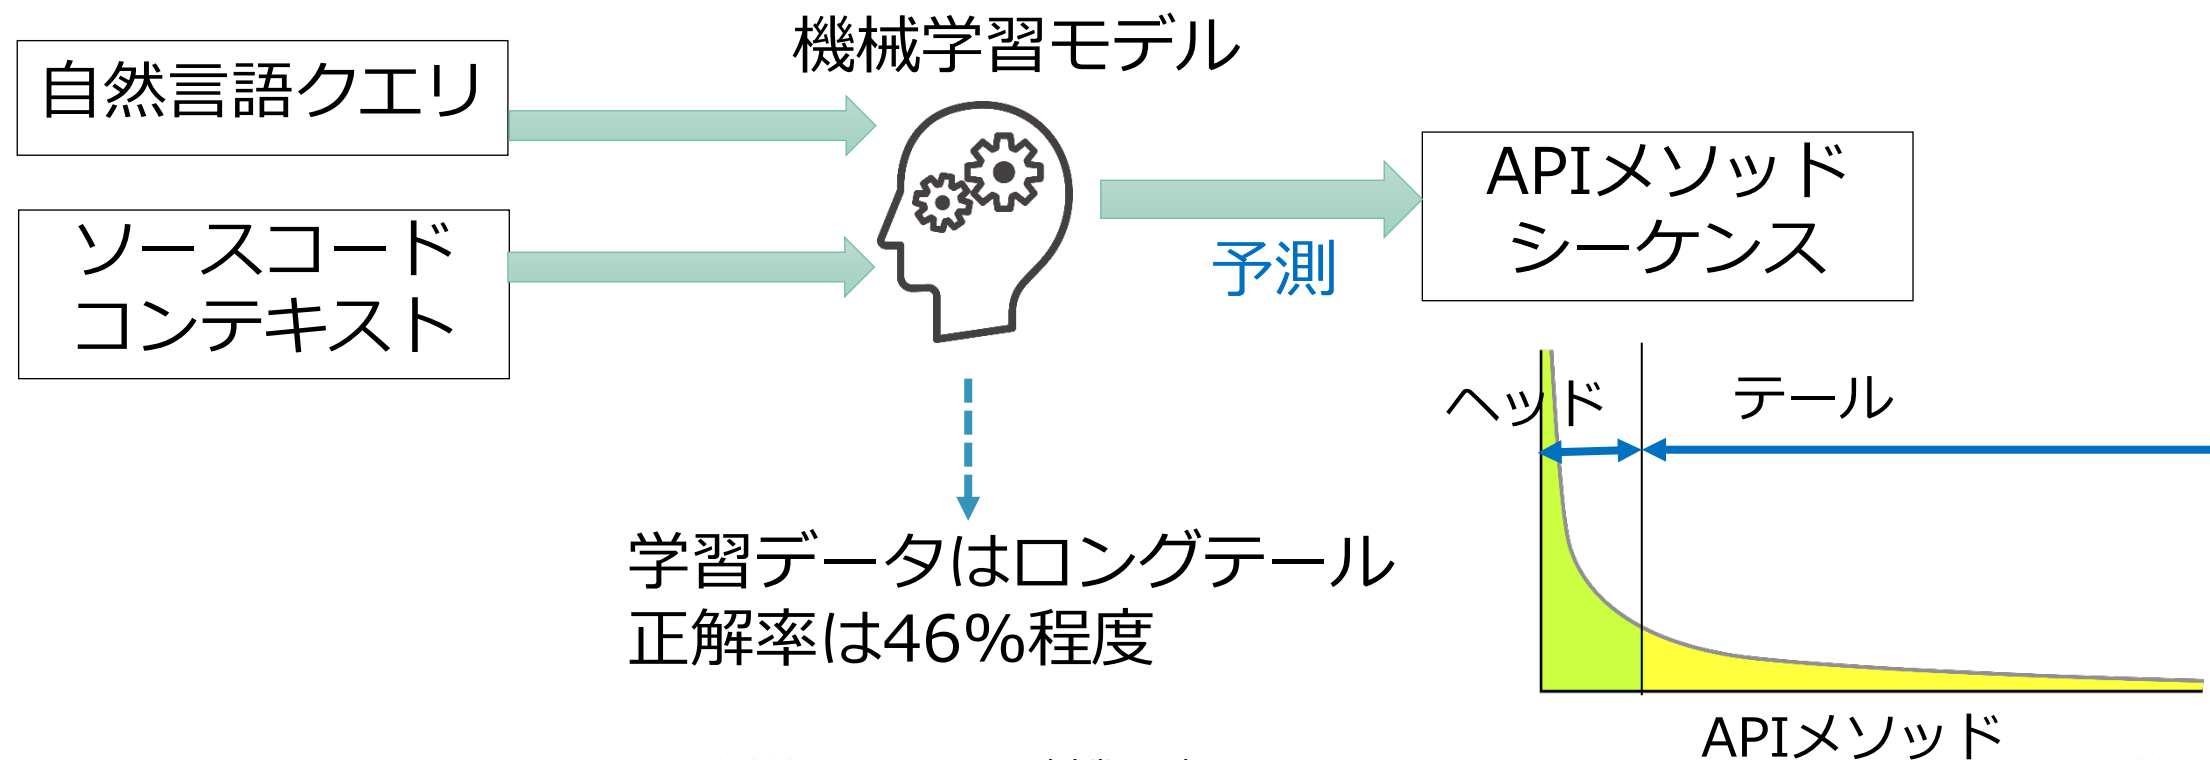 機械学習モデル
自然言語クエリ
ソースコード
コンテキスト
予測
APIメソッド
シーケンス
ヘッド
テール
学習データはロングテール
正解率は46%程度
APIメソッド